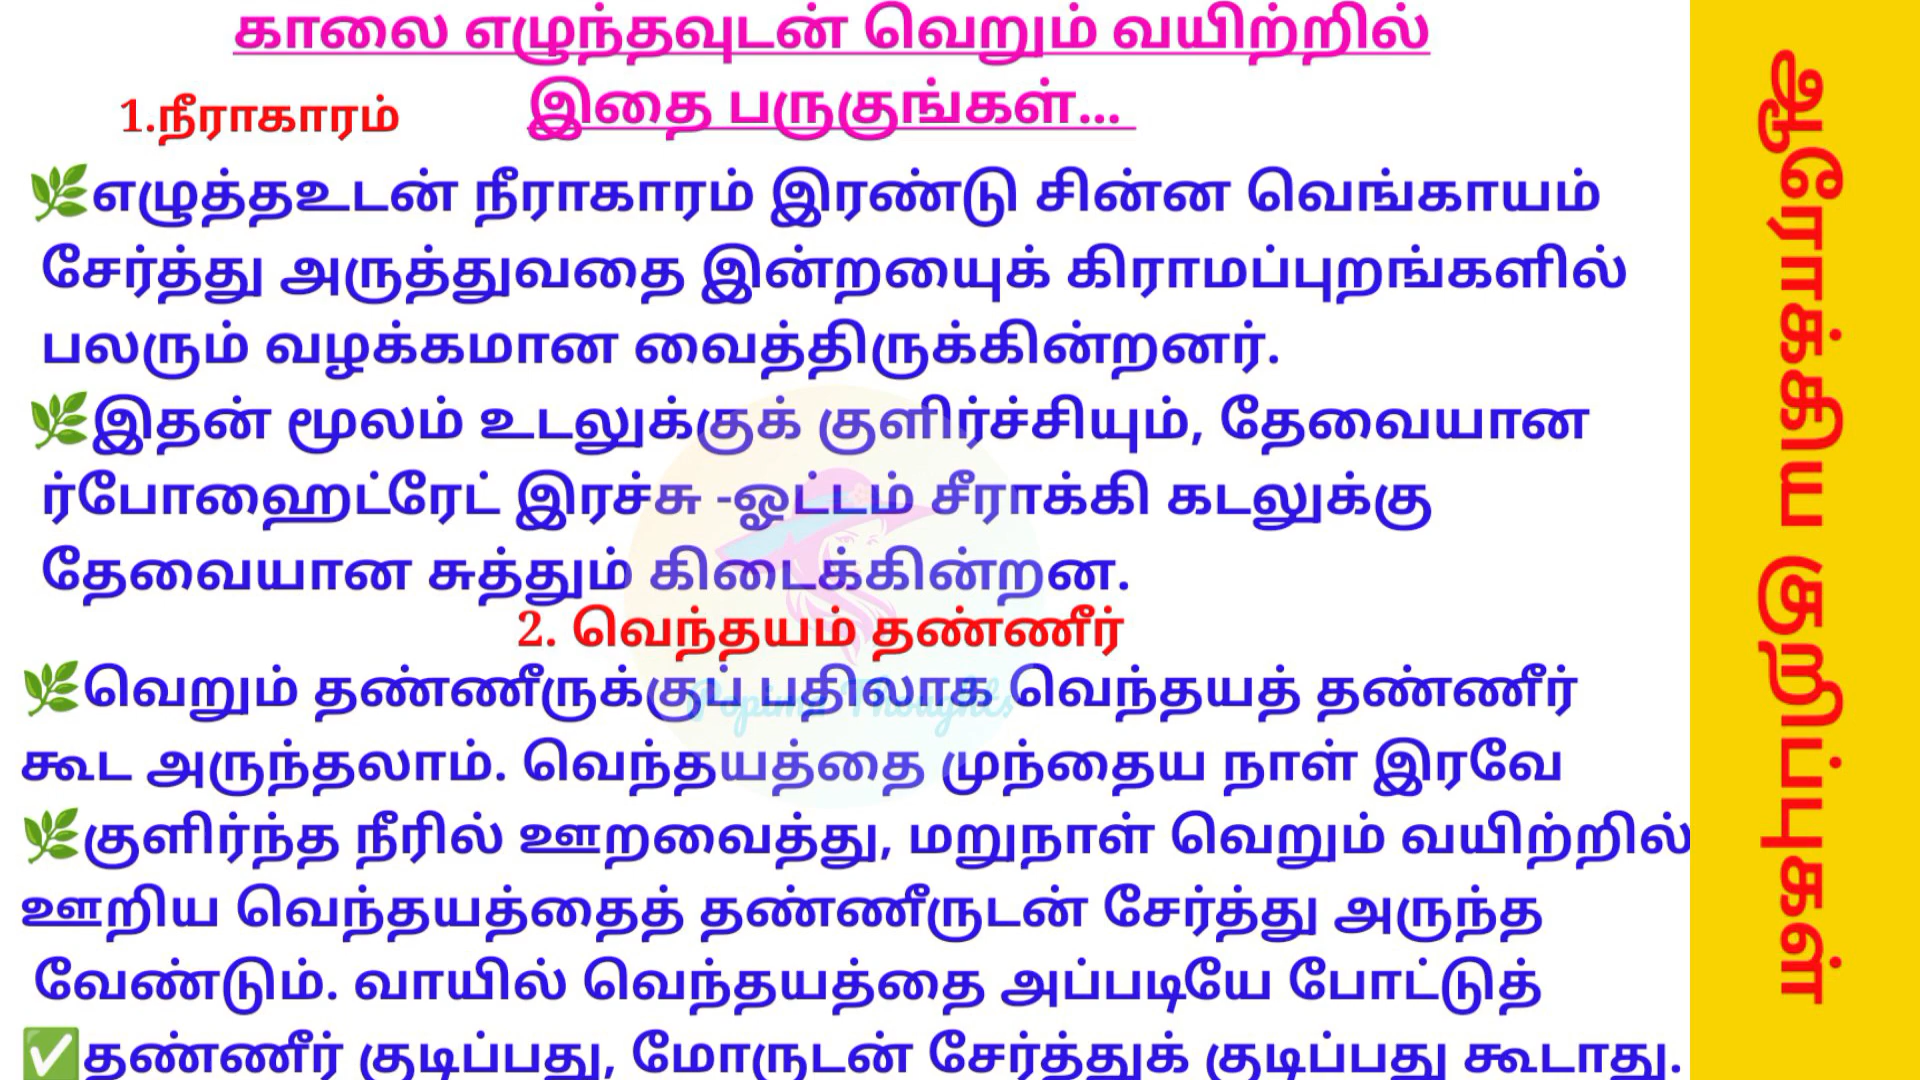 காலை எழுந்தவுடன் வெறும் வயிற்றில்
இதை பருகுங்கள்...
1.நீராகாரம்
🌿எழுத்தஉடன் நீராகாரம் இரண்டு சின்ன வெங்காயம்
சேர்த்து அருத்துவதை இன்றயைுக் கிராமப்புறங்களில்
பலரும் வழக்கமான வைத்திருக்கின்றனர்.
🌿இதன் மூலம் உடலுக்குக் குளிர்ச்சியும், தேவையான
ர்போஹைட்ரேட் இரச்சு -ஓட்டம் சீராக்கி கடலுக்கு
தேவையான சுத்தும் கிடைக்கின்றன.
2. வெந்தயம் தண்ணீர்
🌿வெறும் தண்ணீருக்குப் பதிலாக வெந்தயத் தண்ணீர்
கூட அருந்தலாம். வெந்தயத்தை முந்தைய நாள் இரவே
🌿குளிர்ந்த நீரில் ஊறவைத்து, மறுநாள் வெறும் வயிற்றில்
ஊறிய வெந்தயத்தைத் தண்ணீருடன் சேர்த்து அருந்த
வேண்டும். வாயில் வெந்தயத்தை அப்படியே போட்டுத்
✅தண்ணீர் குடிப்பது, மோருடன் சேர்த்துக் குடிப்பது கூடாது.
ஆரோக்கிய குறிப்புகள்
Thoughts